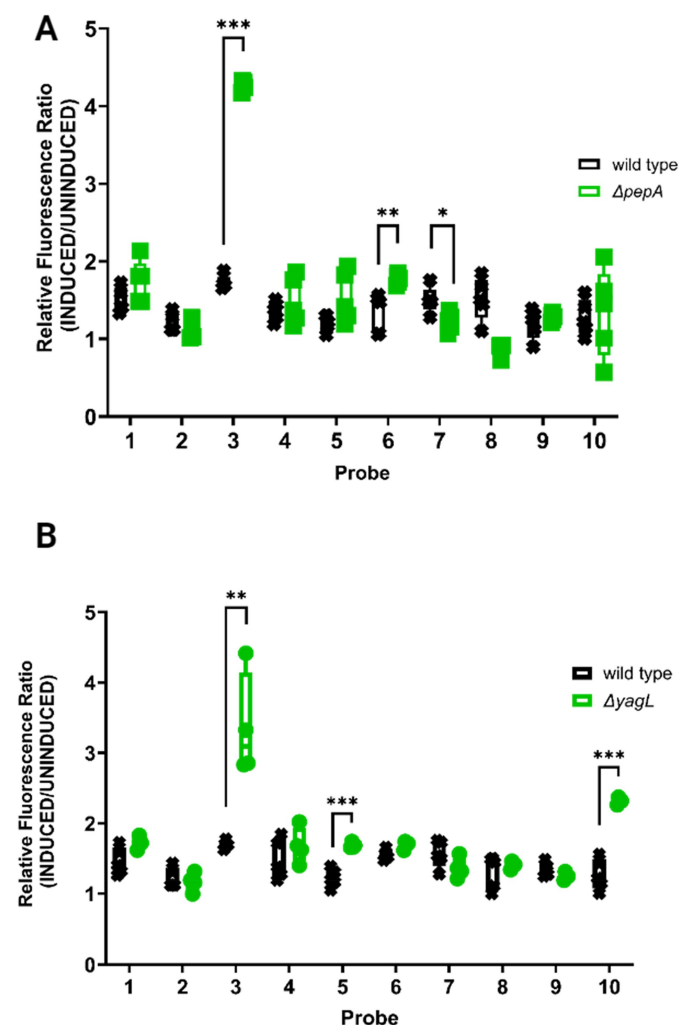 A
Relative Fluorescence Ratio
(INDUCED/UNINDUCED)
5
4
3
2
1
0
***
**
*
wild type
ΔpepA
1 2 3 4 5 6 7 8 9 10
Probe
B
Relative Fluorescence Ratio
(INDUCED/UNINDUCED)
5
4
3
2
1
0
**
***
***
wild type
ΔyagL
1 2 3 4 5 6 7 8 9 10
Probe